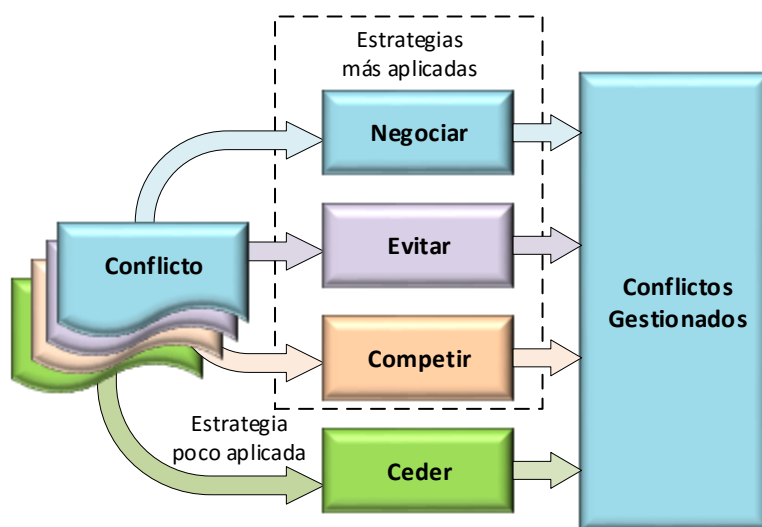 Estrategias
más aplicadas
Negociar
Evitar
Conflicto
Conflictos
Gestionados
Competir
Estrategia
poco aplicada
Ceder